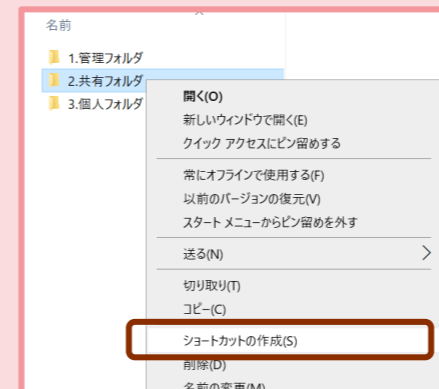 名前
1.管理フォルダ
2.共有フォルダ
3.個人フォルダ
開く(O)
新しいウィンドウで開く(E)
クイック アクセスにピン留めする
常にオフラインで使用する(F)
以前のバージョンの復元(V)
スタート メニューからピン留めを外す
送る(N)
切り取り(T)
コピー(C)
ショートカットの作成(S)
削除(D)
名前の変更(M)